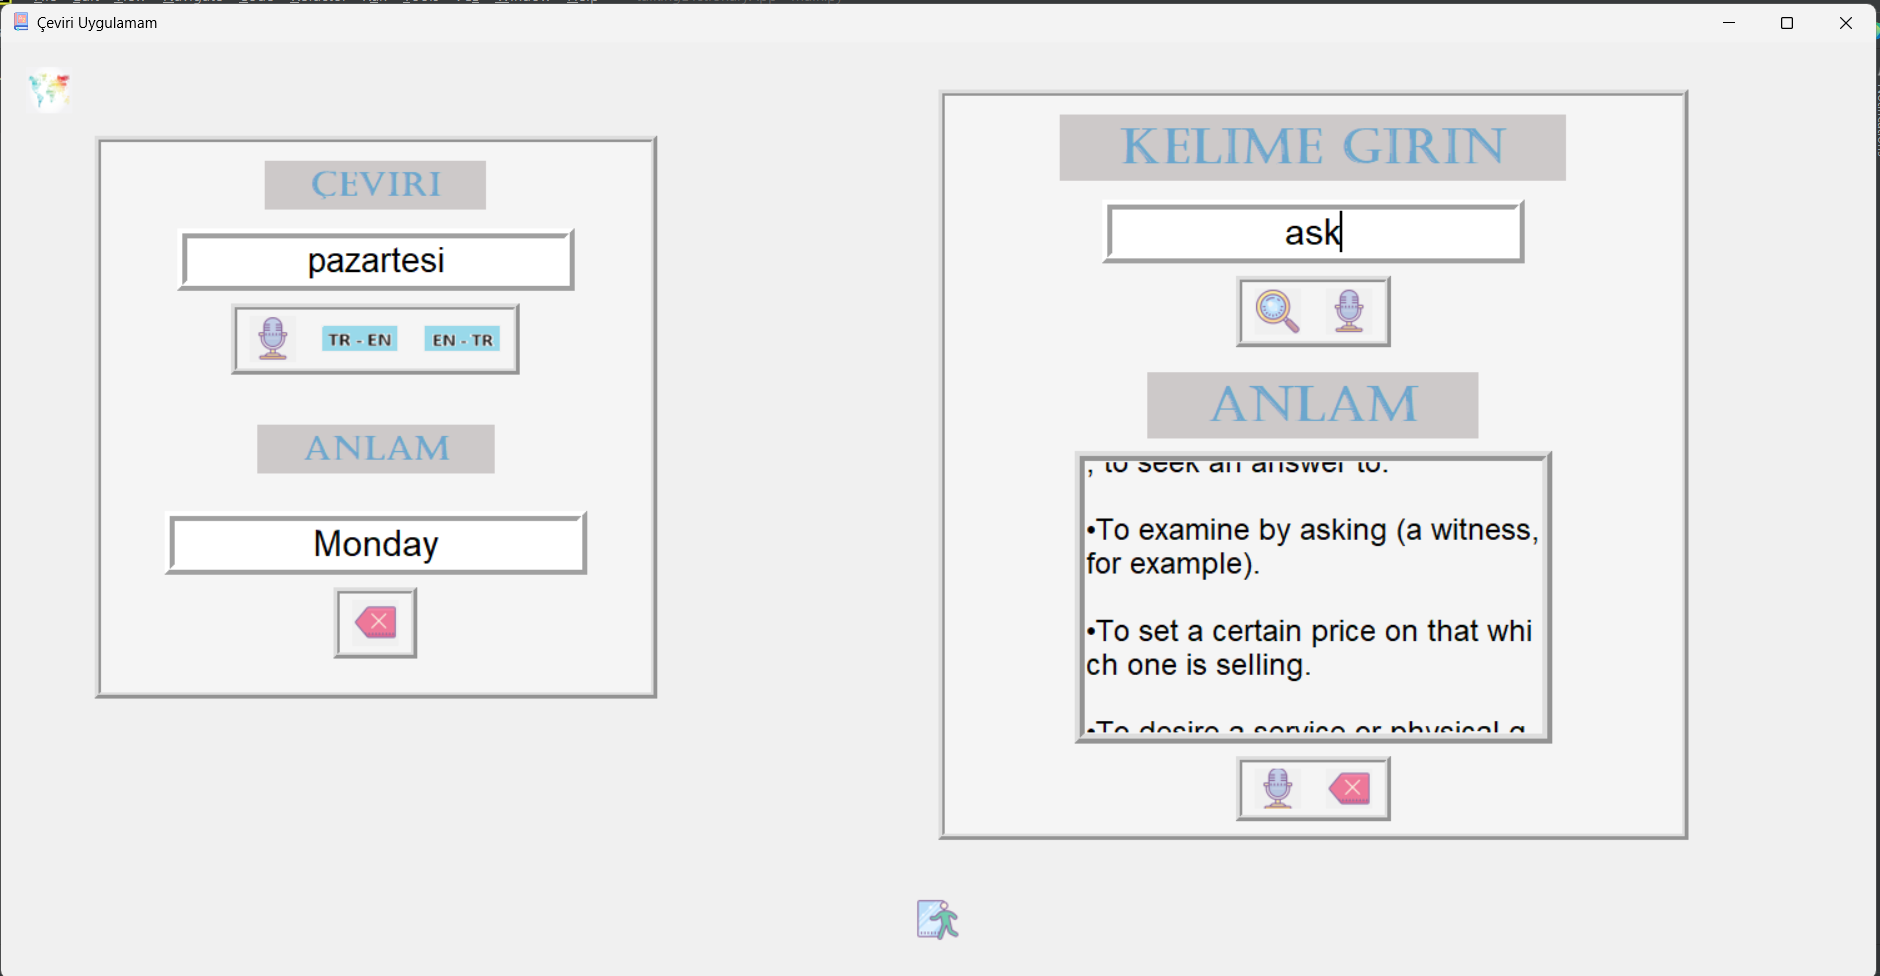 Çeviri Uygulamam
ÇEVIRI
pazartesi
TR - EN
EN - TR
ANLAM
Monday
KELIME GIRIN
ask
ANLAM
, to seek an answer to.
•To examine by asking (a witness,
for example).
•To set a certain price on that whi
ch one is selling.
•To desire a service or physical g